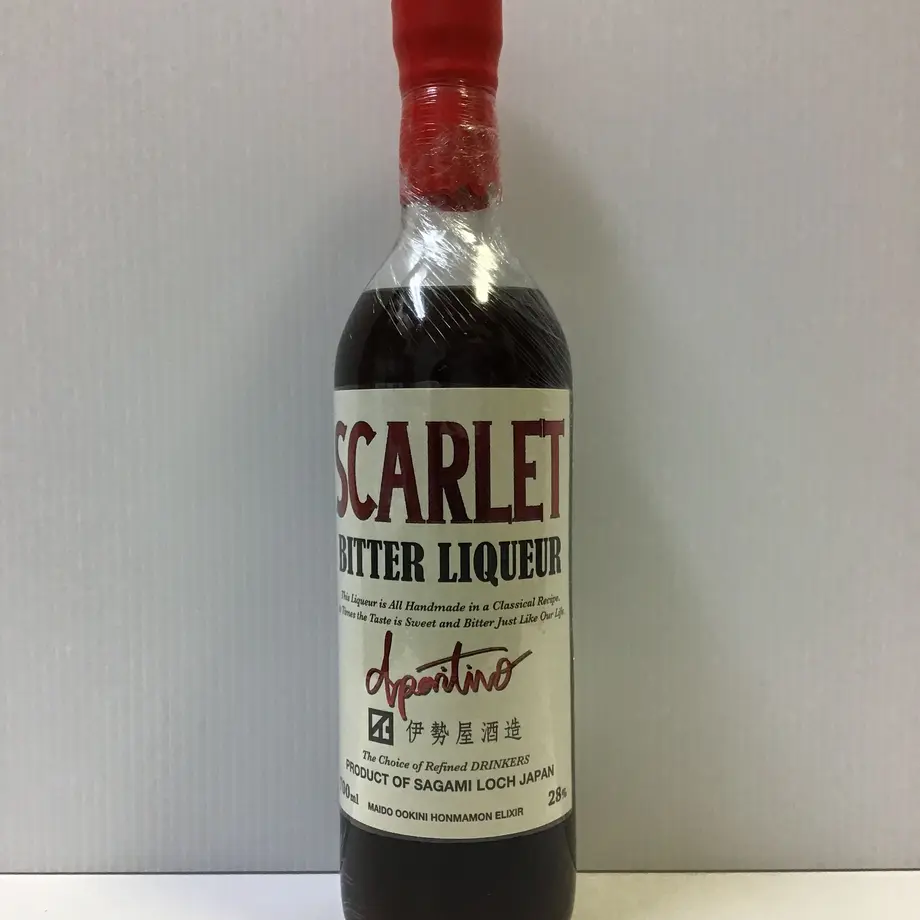 SCARLET
BITTER LIQUEUR
This Liqueur is All Handmade in a Classical Recipe.
Times the Taste is Sweet and Bitter Just Like Our Life.
Aperitivo
伊勢屋酒造
The Choice of Refined DRINKERS
PRODUCT OF SAGAMI LOCH JAPAN
700ml
28%
MAIDO OOKINI HONMAMON ELIXIR